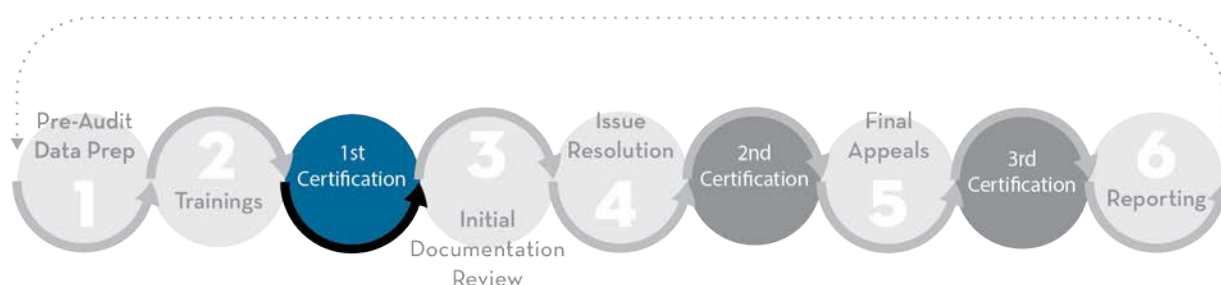 Pre-Audit
Data Prep
1
2
Trainings
1st
Certification
3
Initial
Documentation
Review
Issue
Resolution
4
2nd
Certification
Final
Appeals
5
3rd
Certification
6
Reporting